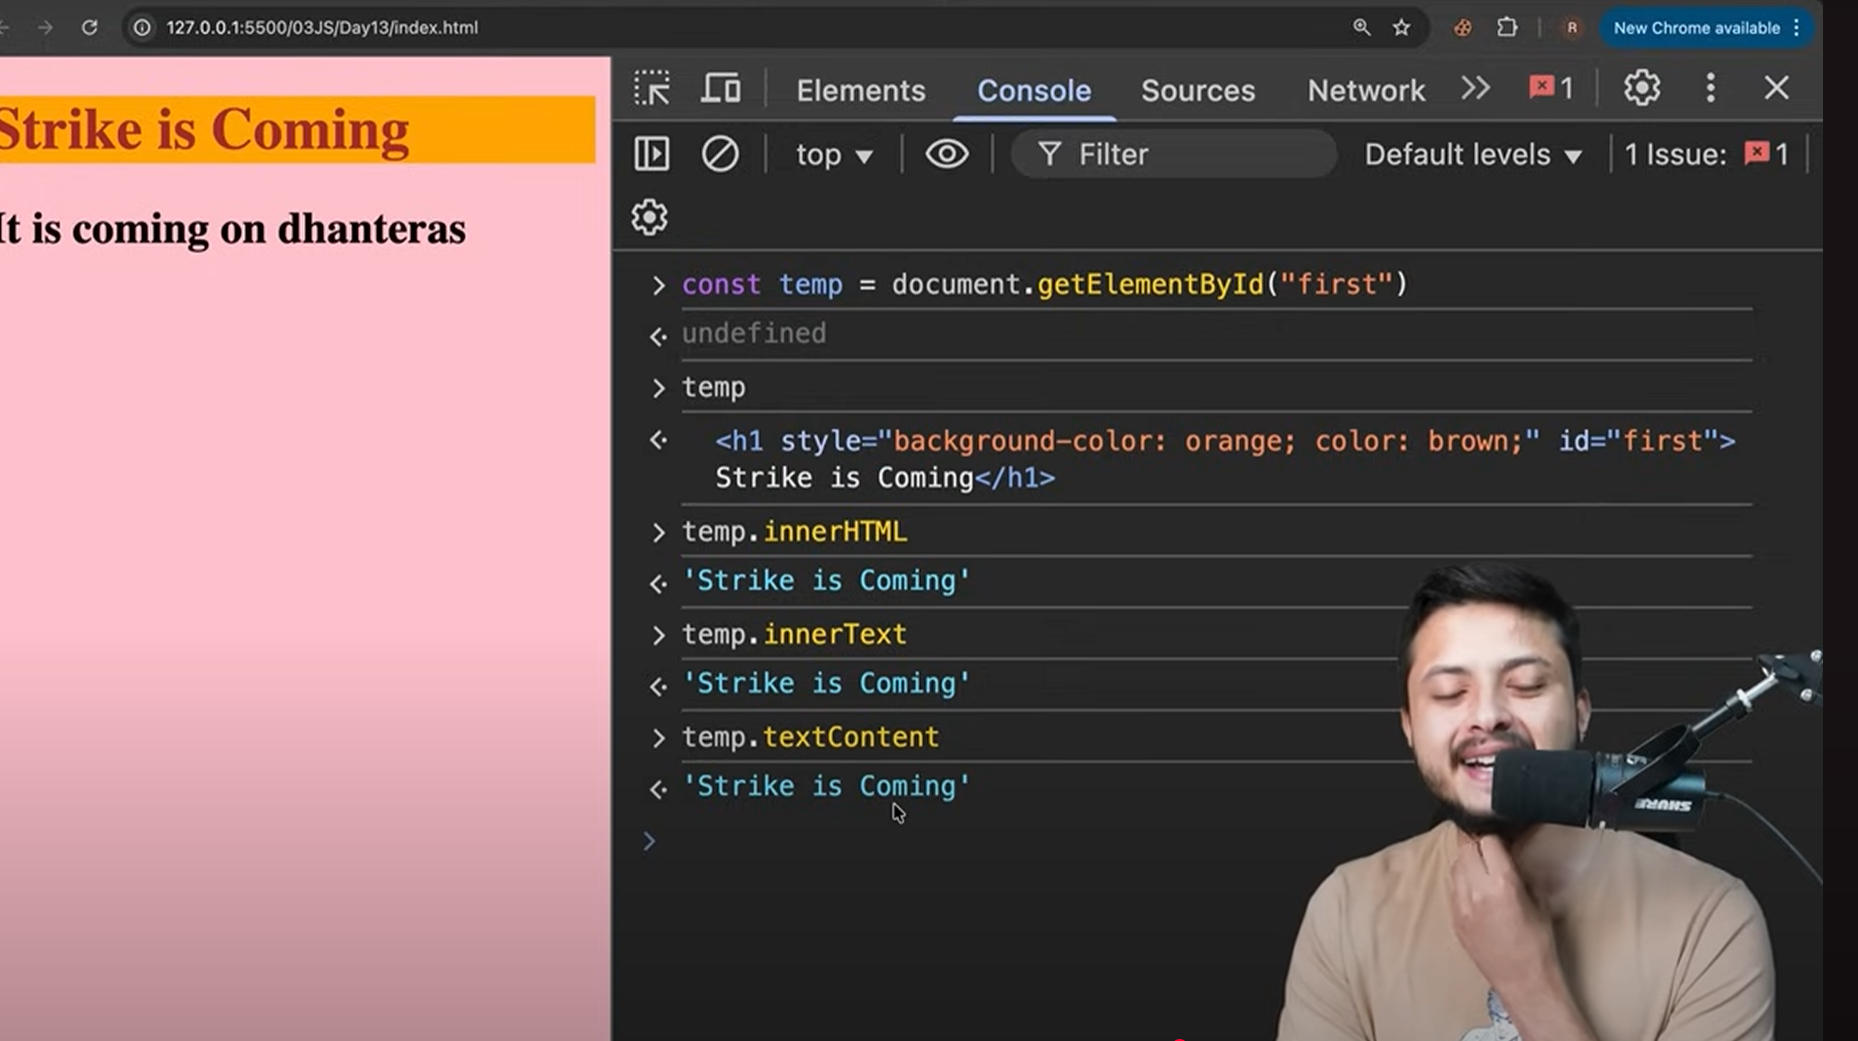 127.0.0.1:5500/03JS/Day13/index.html
R
New Chrome available
Strike is Coming
It is coming on dhanteras
Elements Console Sources Network 1
top Filter Default levels 1 Issue: 1
> const temp = document.getElementById("first")
undefined
> temp
<h1 style="background-color: orange; color: brown;" id="first">
Strike is Coming</h1>
> temp.innerHTML
'Strike is Coming'
> temp.innerText
'Strike is Coming'
> temp.textContent
'Strike is Coming'
>
SHURE